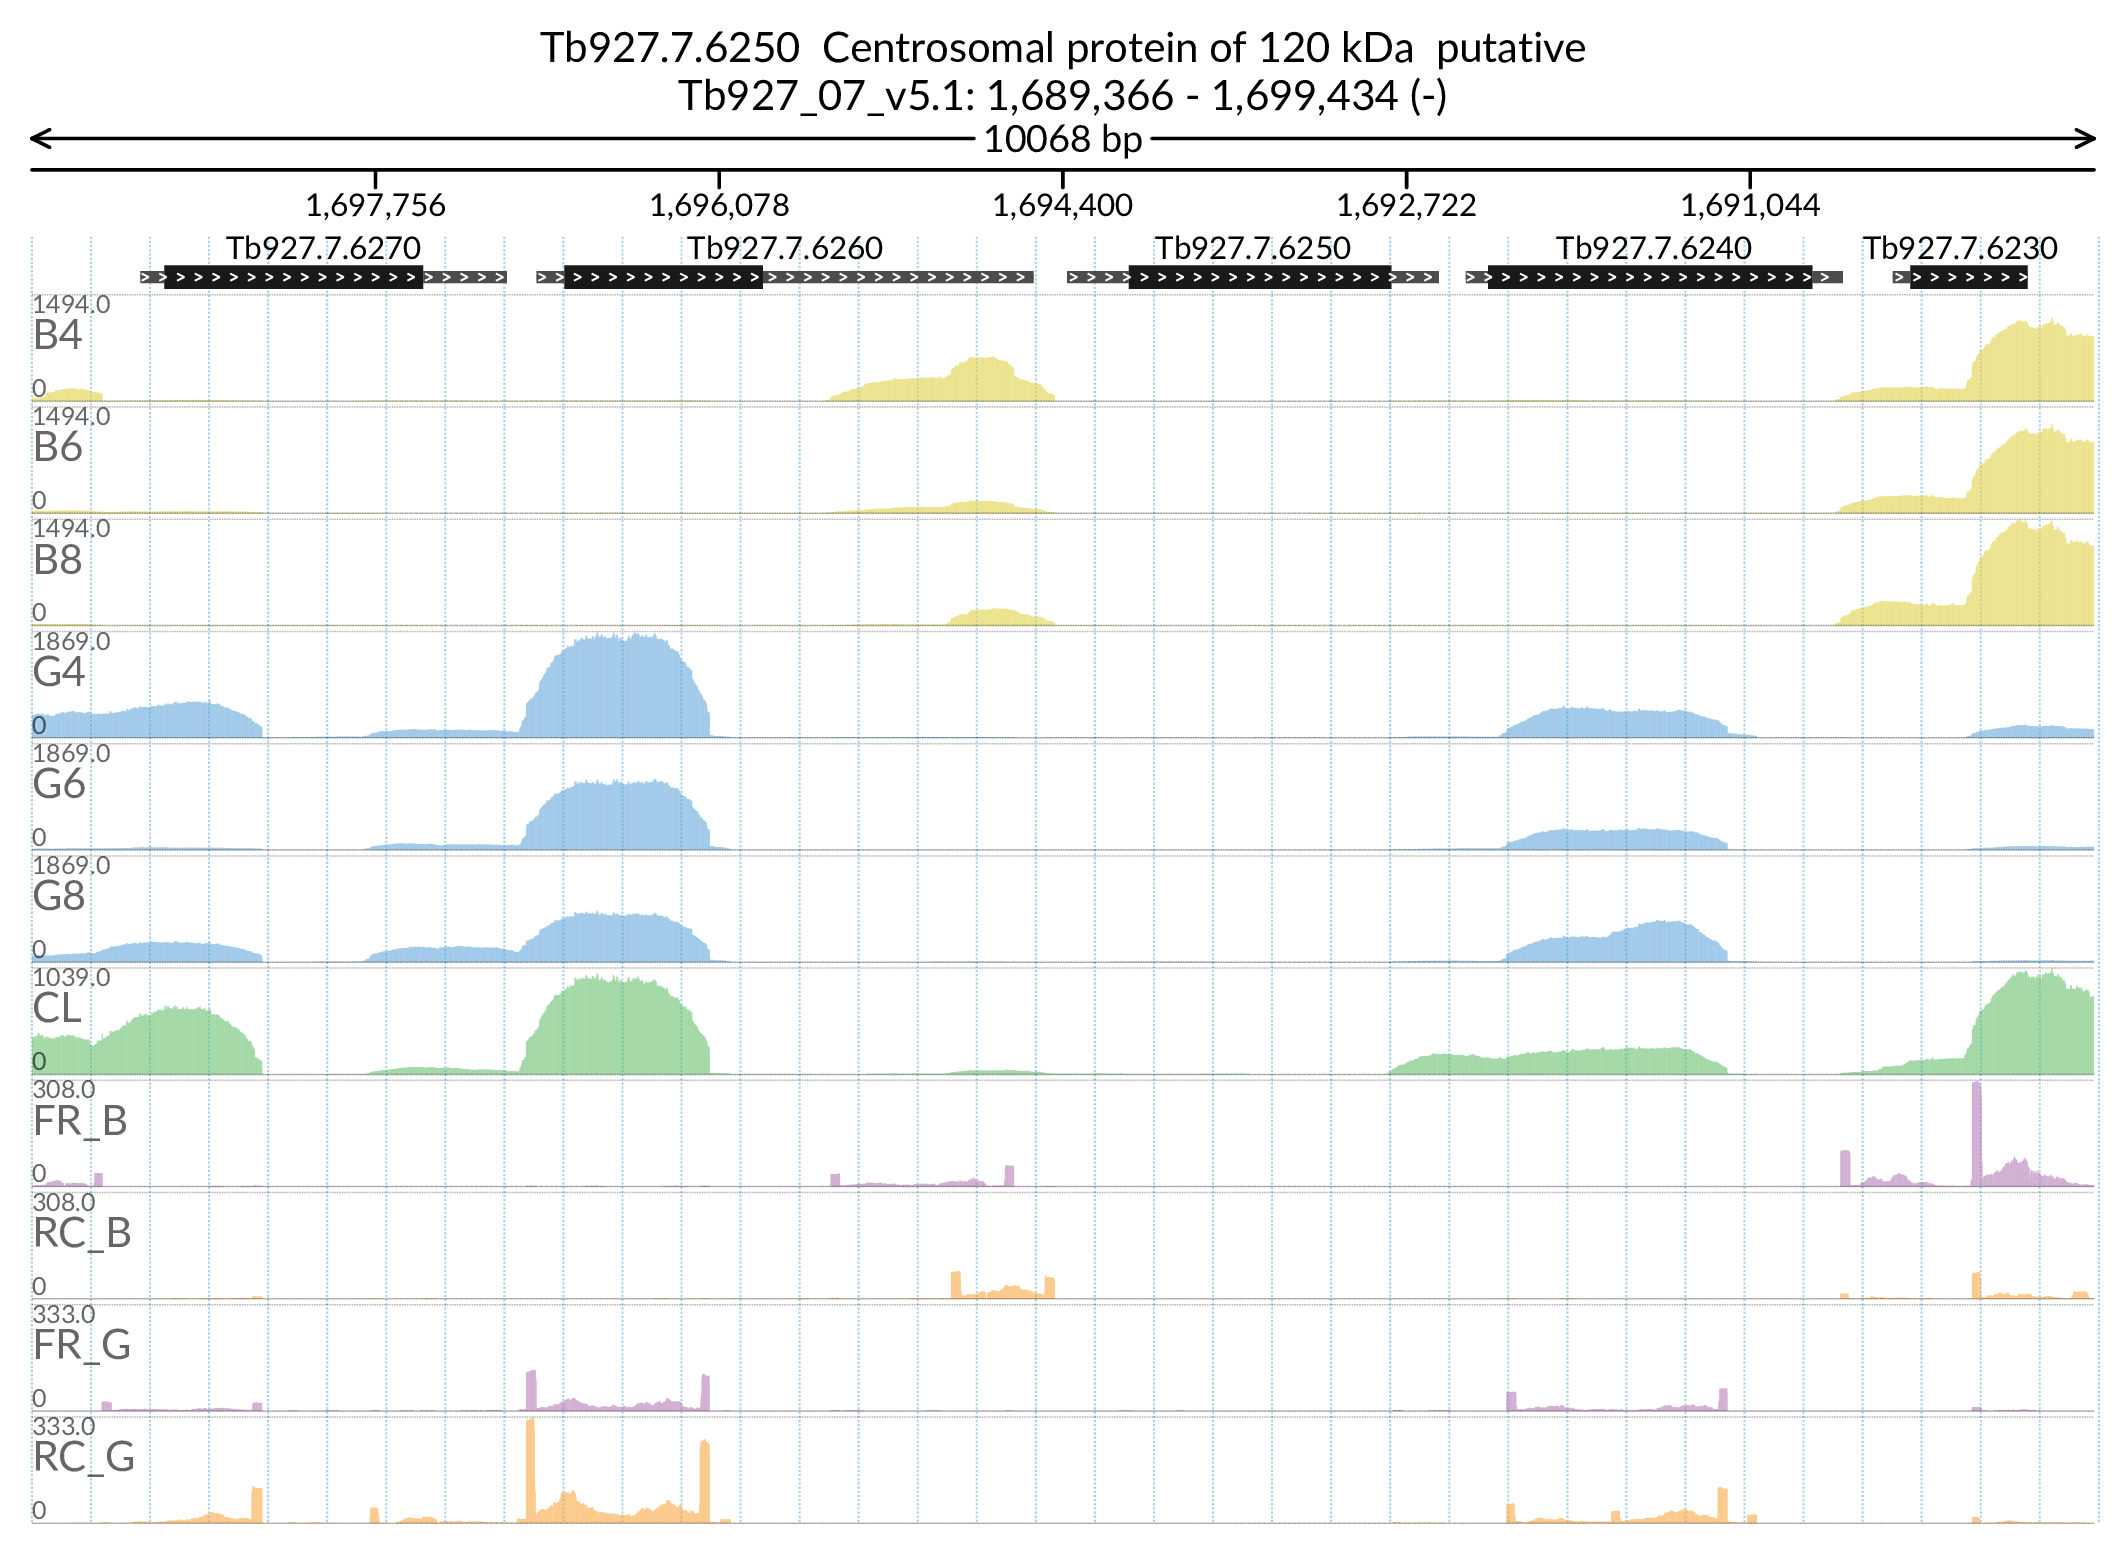 Tb927.7.6250 Centrosomal protein of 120 kDa putative
Tb927_07_v5.1: 1,689,366 - 1,699,434 (-)
10068 bp
1,697,756 1,696,078 1,694,400 1,692,722 1,691,044
Tb927.7.6270 Tb927.7.6260 Tb927.7.6250 Tb927.7.6240 Tb927.7.6230
1494.0
B4
0
1494.0
B6
0
1494.0
B8
0
1869.0
G4
0
1869.0
G6
0
1869.0
G8
0
1039.0
CL
0
308.0
FR_B
0
308.0
RC_B
0
333.0
FR_G
0
333.0
RC_G
0